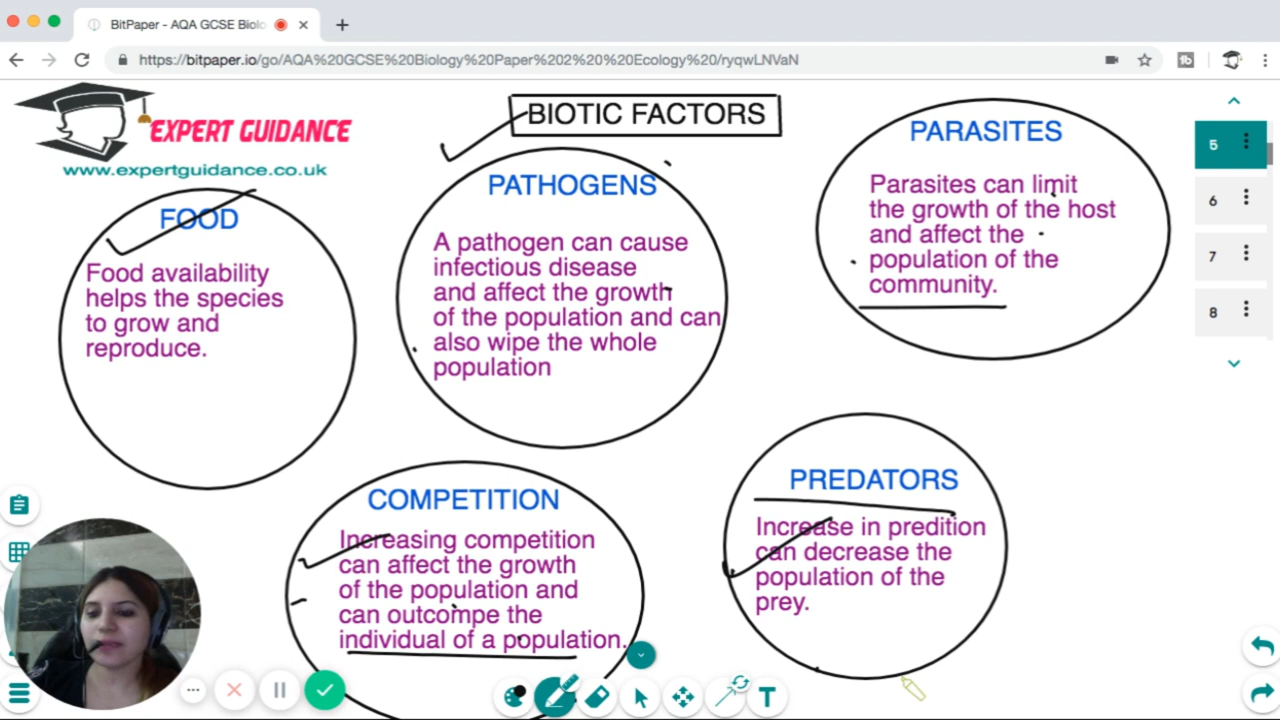 BitPaper - AQA GCSE Biolo
https://bitpaper.io/go/AQA%20GCSE%20Biology%20Paper%202%20%20Ecology%20/ryqwLNVaN
EXPERT GUIDANCE
www.expertguidance.co.uk
BIOTIC FACTORS
FOOD
Food availability
helps the species
to grow and
reproduce.
PATHOGENS
A pathogen can cause
infectious disease
and affect the growth
of the population and can
also wipe the whole
population
PARASITES
Parasites can limit
the growth of the host
and affect the
population of the
community.
5
6
7
8
COMPETITION
Increasing competition
can affect the growth
of the population and
can outcompe the
individual of a population.
PREDATORS
Increase in predition
can decrease the
population of the
prey.
T